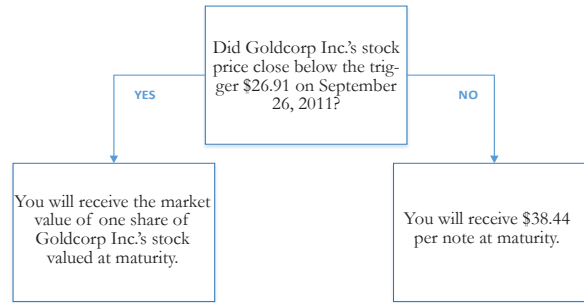 Did Goldcorp Inc.'s stock
price close below the trig-
ger $26.91 on September
26, 2011?
YES
NO
You will receive the market
value of one share of
Goldcorp Inc.'s stock
valued at maturity.
You will receive $38.44
per note at maturity.